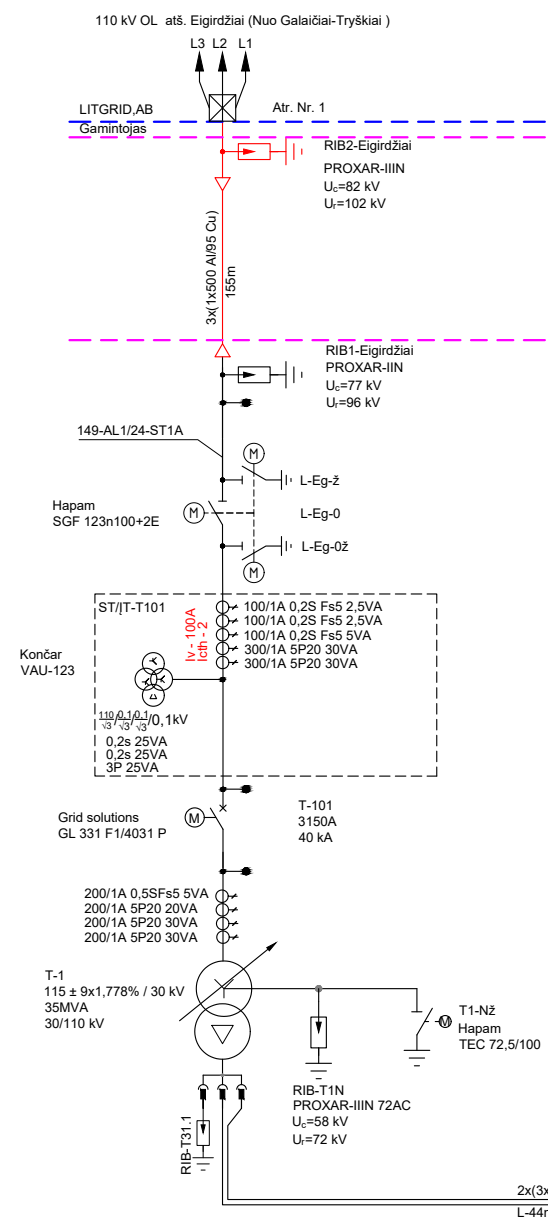 110 kV OL atš. Eigirdžiai (Nuo Galaičiai-Tryškiai )
L3 L2 L1
LITGRID,AB
Atr. Nr. 1
Gamintojas
RIB2-Eigirdžiai
PROXAR-IIIN
Uc=82 kV
Ur=102 kV
3x(1x500 Al/95 Cu)
155m
RIB1-Eigirdžiai
PROXAR-IIN
Uc=77 kV
Ur=96 kV
149-AL1/24-ST1A
M
L-Eg-ž
Hapam
SGF 123n100+2E
M
L-Eg-0
L-Eg-0ž
M
ST/ĮT-T101
Iv - 100A
Icth - 2
100/1A 0,2S Fs5 2,5VA
100/1A 0,2S Fs5 2,5VA
100/1A 0,2S Fs5 5VA
300/1A 5P20 30VA
300/1A 5P20 30VA
Končar
VAU-123
110/√3/0,1/√3/0,1/√3/0,1kV
0,2s 25VA
0,2s 25VA
3P 25VA
Grid solutions
GL 331 F1/4031 P
M
T-101
3150A
40 kA
200/1A 0,5SFs5 5VA
200/1A 5P20 20VA
200/1A 5P20 30VA
200/1A 5P20 30VA
T-1
115 ± 9x1,778% / 30 kV
35MVA
30/110 kV
M
T1-Nž
Hapam
TEC 72,5/100
RIB-T1N
PROXAR-IIIN 72AC
Uc=58 kV
Ur=72 kV
RIB-T31.1
2x(3x